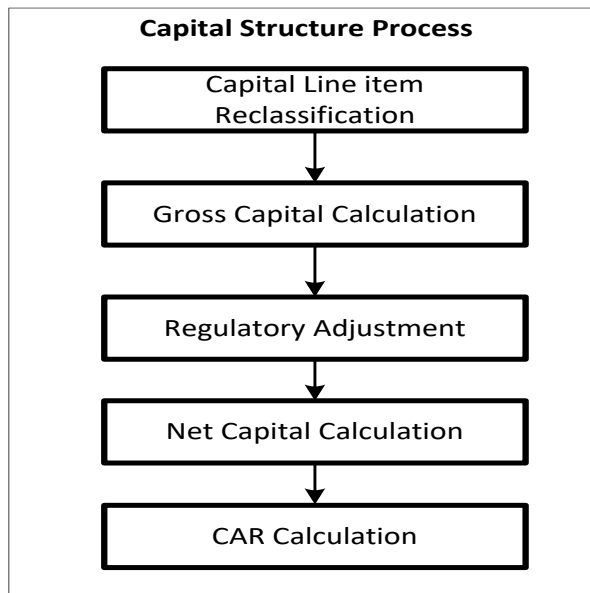 Capital Structure Process
Capital Line item
Reclassification
Gross Capital Calculation
Regulatory Adjustment
Net Capital Calculation
CAR Calculation